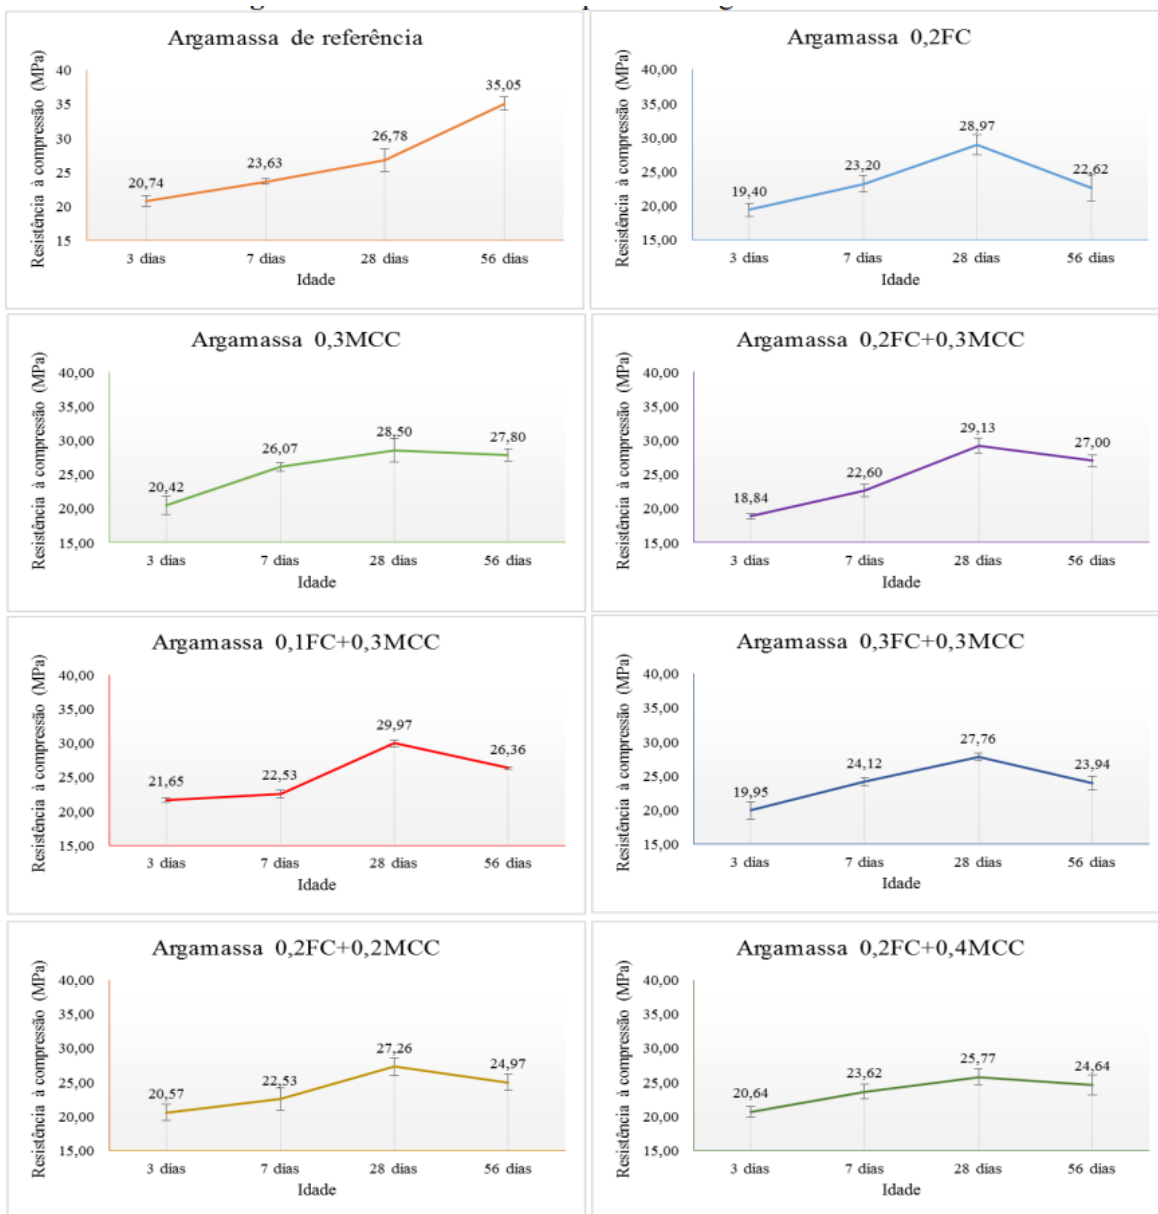 Argamassa de referência
Resistência à compressão (MPa)
40
35
30
25
20
15
20,74
23,63
26,78
35,05
3 dias 7 dias 28 dias 56 dias
Idade
Argamassa 0,2FC
Resistência à compressão (MPa)
40,00
35,00
30,00
25,00
20,00
15,00
19,40
23,20
28,97
22,62
3 dias 7 dias 28 dias 56 dias
Idade
Argamassa 0,3MCC
Resistência à compressão (MPa)
40,00
35,00
30,00
25,00
20,00
15,00
20,42
26,07
28,50
27,80
3 dias 7 dias 28 dias 56 dias
Idade
Argamassa 0,2FC+0,3MCC
Resistência à compressão (MPa)
40,00
35,00
30,00
25,00
20,00
15,00
18,84
22,60
29,13
27,00
3 dias 7 dias 28 dias 56 dias
Idade
Argamassa 0,1FC+0,3MCC
Resistência à compressão (MPa)
40,00
35,00
30,00
25,00
20,00
15,00
21,65
22,53
29,97
26,36
3 dias 7 dias 28 dias 56 dias
Idade
Argamassa 0,3FC+0,3MCC
Resistência à compressão (MPa)
40,00
35,00
30,00
25,00
20,00
15,00
19,95
24,12
27,76
23,94
3 dias 7 dias 28 dias 56 dias
Idade
Argamassa 0,2FC+0,2MCC
Resistência à compressão (MPa)
40,00
35,00
30,00
25,00
20,00
15,00
20,57
22,53
27,26
24,97
3 dias 7 dias 28 dias 56 dias
Idade
Argamassa 0,2FC+0,4MCC
Resistência à compressão (MPa)
40,00
35,00
30,00
25,00
20,00
15,00
20,64
23,62
25,77
24,64
3 dias 7 dias 28 dias 56 dias
Idade